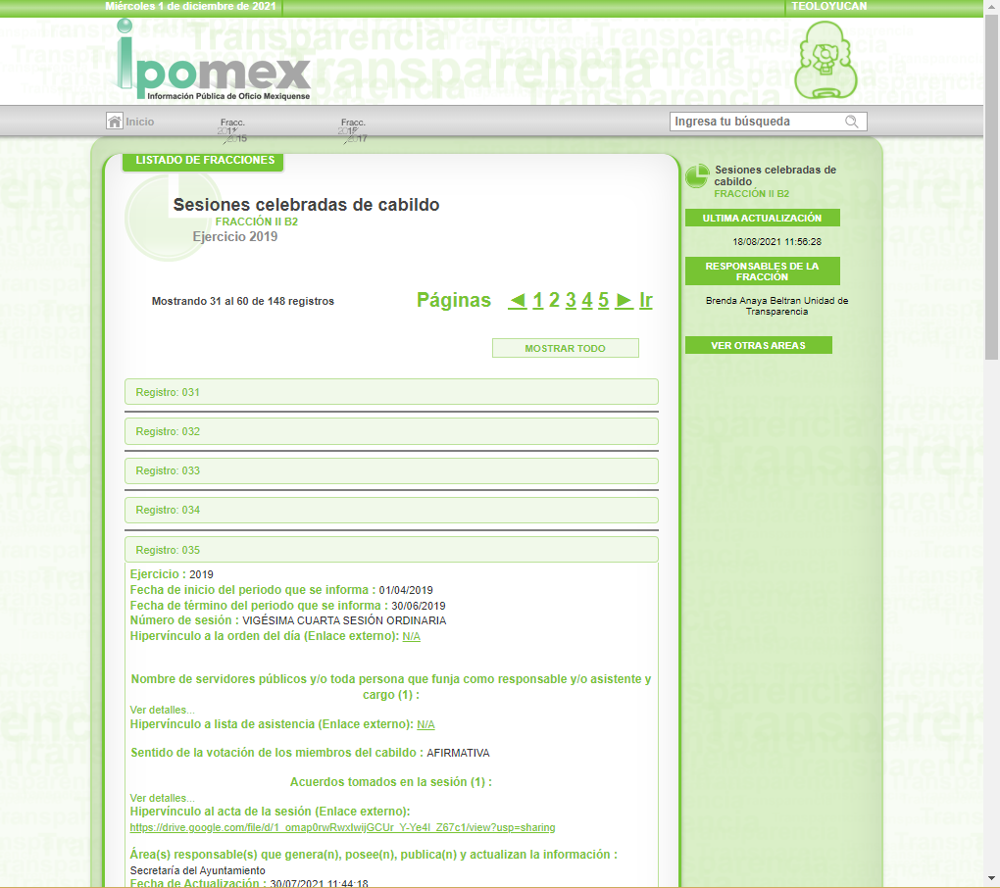 Miércoles 1 de diciembre de 2021
TEOLOYUCAN
ipomex
Información Pública de Oficio Mexiquense
Inicio
Fracc.
2015
Fracc.
2017
Ingresa tu búsqueda
LISTADO DE FRACCIONES
Sesiones celebradas de cabildo
FRACCIÓN II B2
Ejercicio 2019
Mostrando 31 al 60 de 148 registros
Páginas ◄ 1 2 3 4 5 ► Ir
MOSTRAR TODO
Registro: 031
Registro: 032
Registro: 033
Registro: 034
Registro: 035
Ejercicio : 2019
Fecha de inicio del periodo que se informa : 01/04/2019
Fecha de término del periodo que se informa : 30/06/2019
Número de sesión : VIGÉSIMA CUARTA SESIÓN ORDINARIA
Hipervínculo a la orden del día (Enlace externo): N/A
Nombre de servidores públicos y/o toda persona que funja como responsable y/o asistente y
cargo (1) :
Ver detalles...
Hipervínculo a lista de asistencia (Enlace externo): N/A
Sentido de la votación de los miembros del cabildo : AFIRMATIVA
Acuerdos tomados en la sesión (1) :
Ver detalles...
Hipervínculo al acta de la sesión (Enlace externo):
https://drive.google.com/file/d/1_omap0rwRwxIwijGCUr_Y-Ye4I_Z67c1/view?usp=sharing
Área(s) responsable(s) que genera(n), posee(n), publica(n) y actualizan la información :
Secretaría del Ayuntamiento
Fecha de Actualización : 30/07/2021 11:44:18
Sesiones celebradas de
cabildo
FRACCIÓN II B2
ULTIMA ACTUALIZACIÓN
18/08/2021 11:56:28
RESPONSABLES DE LA
FRACCIÓN
Brenda Anaya Beltran Unidad de
Transparencia
VER OTRAS AREAS